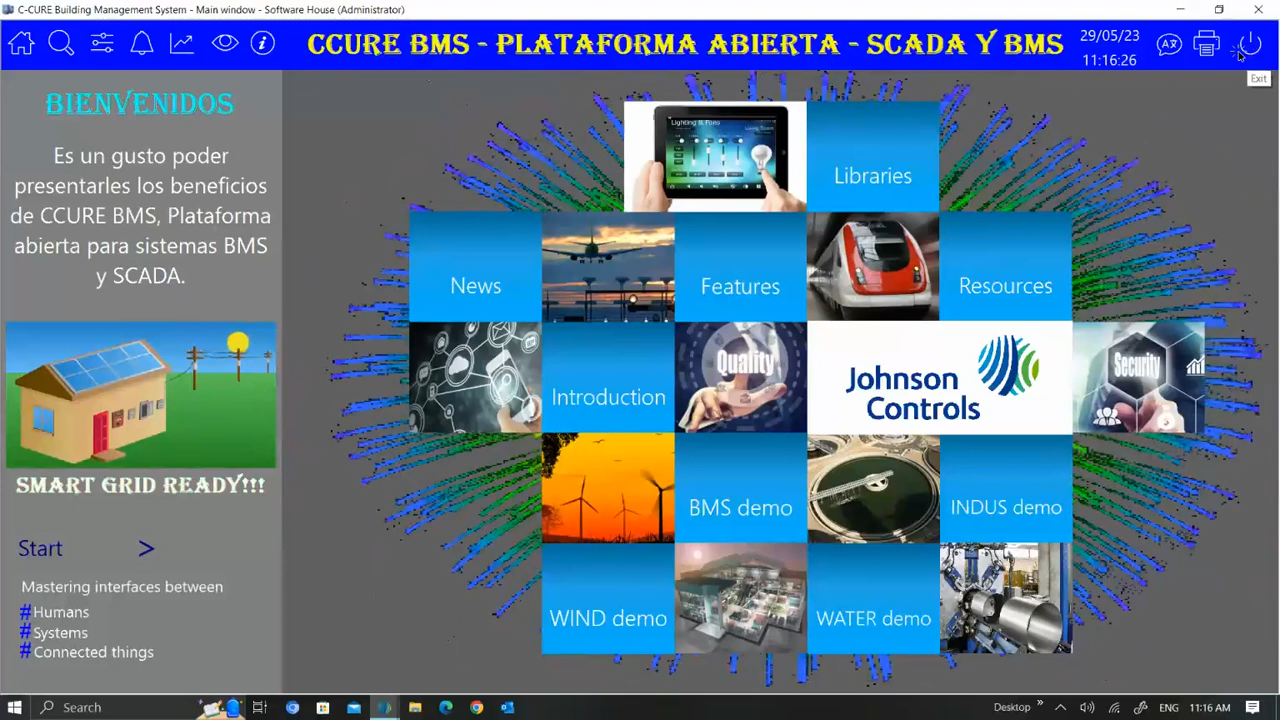 C-CURE Building Management System - Main window - Software House (Administrator)
CCURE BMS - PLATAFORMA ABIERTA - SCADA Y BMS
29/05/23
11:16:26
Exit
BIENVENIDOS
Es un gusto poder
presentarles los beneficios
de CCURE BMS, Plataforma
abierta para sistemas BMS
y SCADA.
SMART GRID READY!!!
Start >
Mastering interfaces between
#Humans
#Systems
#Connected things
Lighting & Fans
Libraries
News
Features
Resources
Introduction
Quality
Johnson
Controls
Security
BMS demo
INDUS demo
WIND demo
WATER demo
Search
Desktop
ENG
11:16 AM